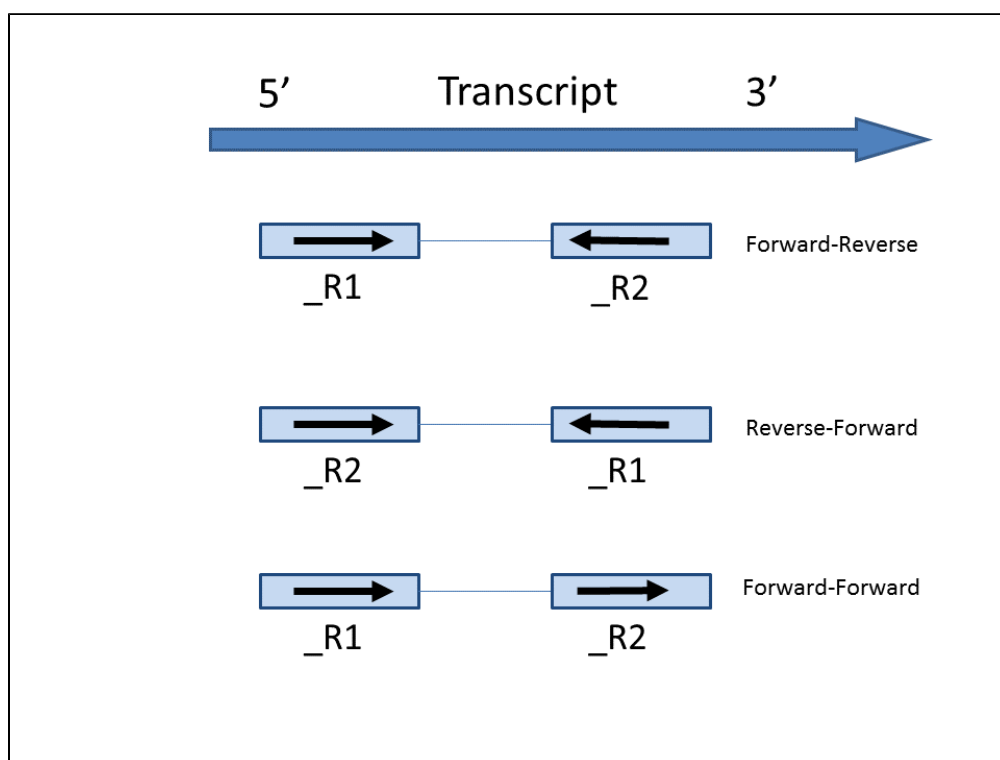 5’ Transcript 3’
Forward-Reverse
_R1 _R2
Reverse-Forward
_R2 _R1
Forward-Forward
_R1 _R2